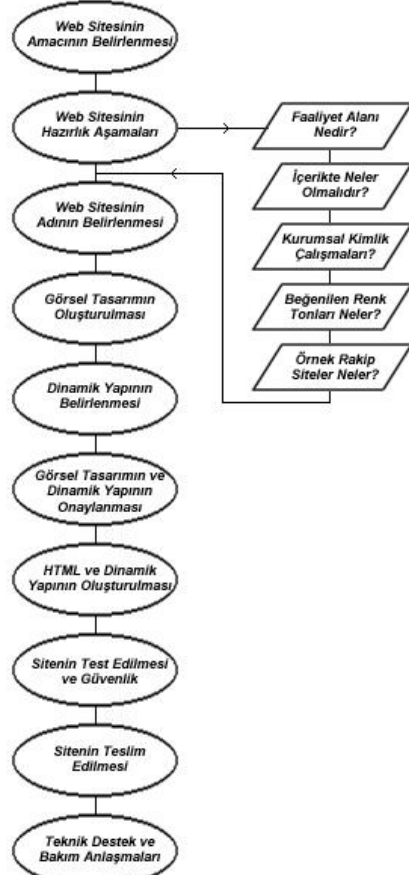 Web Sitesinin
Amacının Belirlenmesi
Web Sitesinin
Hazırlık Aşamaları
Faaliyet Alanı
Nedir?
İçerikte Neler
Olmalıdır?
Kurumsal Kimlik
Çalışmaları?
Beğenilen Renk
Tonları Neler?
Örnek Rakip
Siteler Neler?
Web Sitesinin
Adının Belirlenmesi
Görsel Tasarımın
Oluşturulması
Dinamik Yapının
Belirlenmesi
Görsel Tasarımın ve
Dinamik Yapının
Onaylanması
HTML ve Dinamik
Yapının Oluşturulması
Sitenin Test Edilmesi
ve Güvenlik
Sitenin Teslim
Edilmesi
Teknik Destek ve
Bakım Anlaşmaları